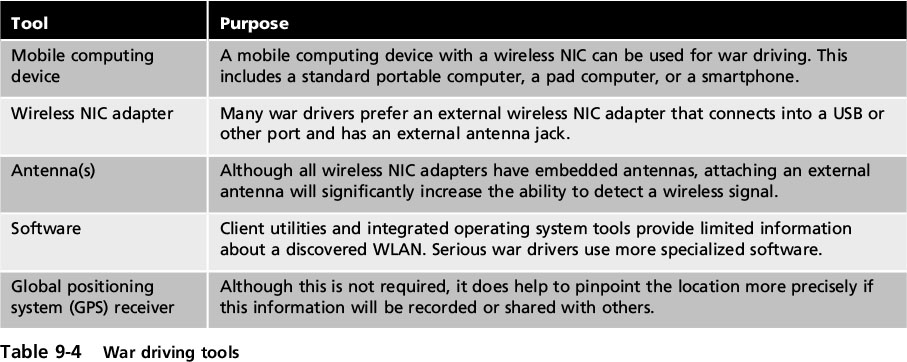 Tool Purpose
Mobile computing A mobile computing device with a wireless NIC can be used for war driving. This
device includes a standard portable computer, a pad computer, or a smartphone.
Wireless NIC adapter Many war drivers prefer an external wireless NIC adapter that connects into a USB or
other port and has an external antenna jack.
Antenna(s) Although all wireless NIC adapters have embedded antennas, attaching an external
antenna will significantly increase the ability to detect a wireless signal.
Software Client utilities and integrated operating system tools provide limited information
about a discovered WLAN. Serious war drivers use more specialized software.
Global positioning Although this is not required, it does help to pinpoint the location more precisely if
system (GPS) receiver this information will be recorded or shared with others.
Table 9-4 War driving tools